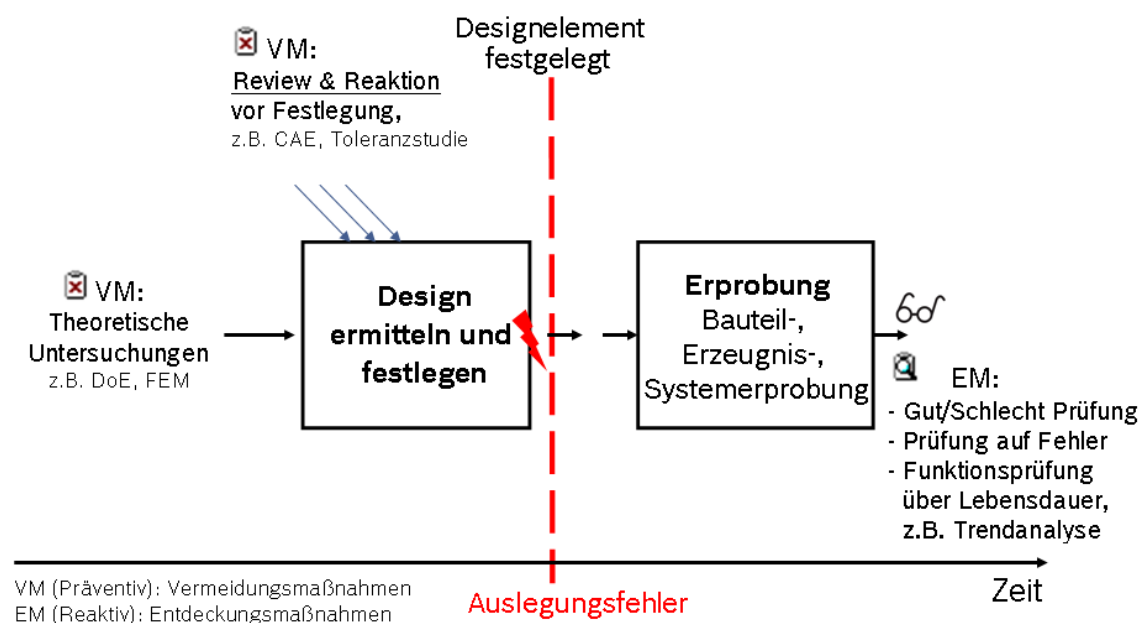 VM:
Review & Reaktion
vor Festlegung,
z.B. CAE, Toleranzstudie
Designelement
festgelegt
VM:
Theoretische
Untersuchungen
z.B. DoE, FEM
Design
ermitteln und
festlegen
Erprobung
Bauteil-,
Erzeugnis-,
Systemerprobung
EM:
- Gut/Schlecht Prüfung
- Prüfung auf Fehler
- Funktionsprüfung
über Lebensdauer,
z.B. Trendanalyse
Zeit
VM (Präventiv): Vermeidungsmaßnahmen
EM (Reaktiv): Entdeckungsmaßnahmen
Auslegungsfehler